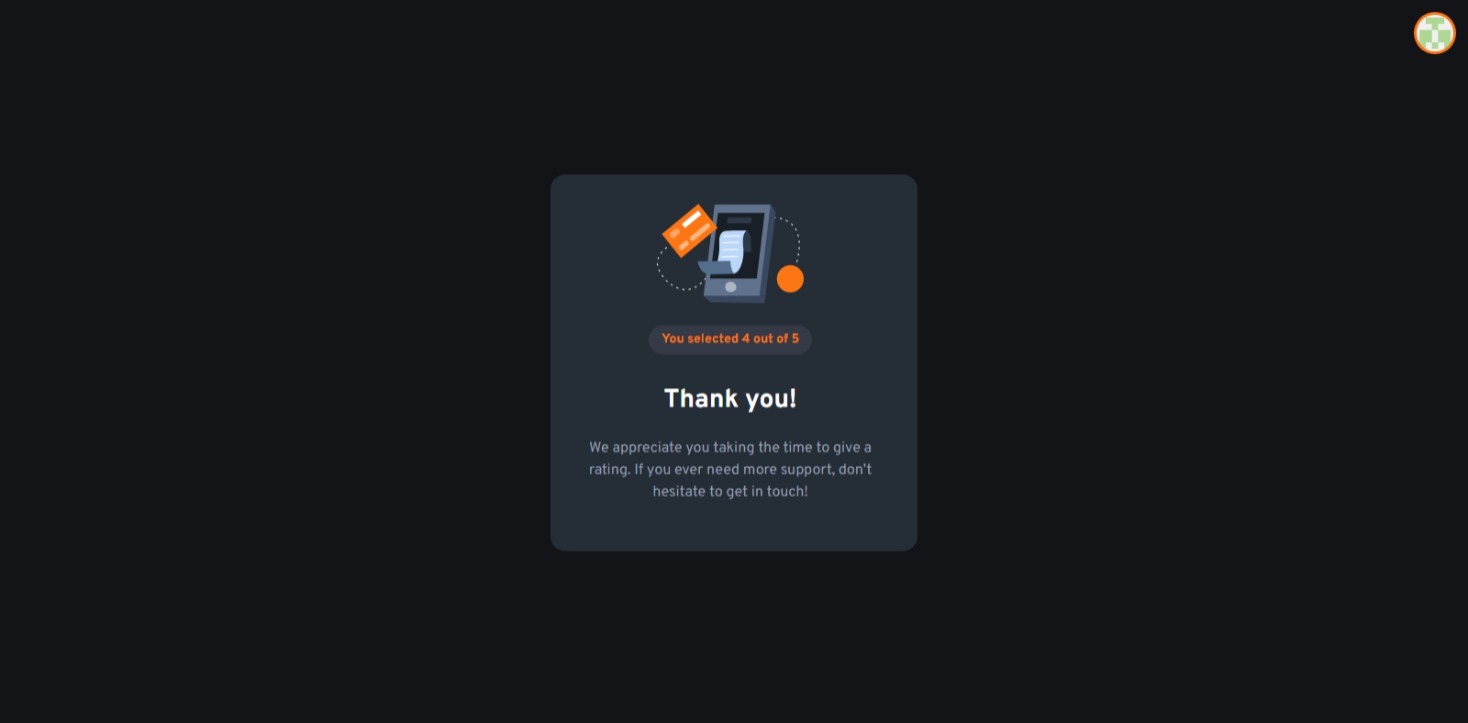 You selected 4 out of 5
Thank you!
We appreciate you taking the time to give a
rating. If you ever need more support, don't
hesitate to get in touch!